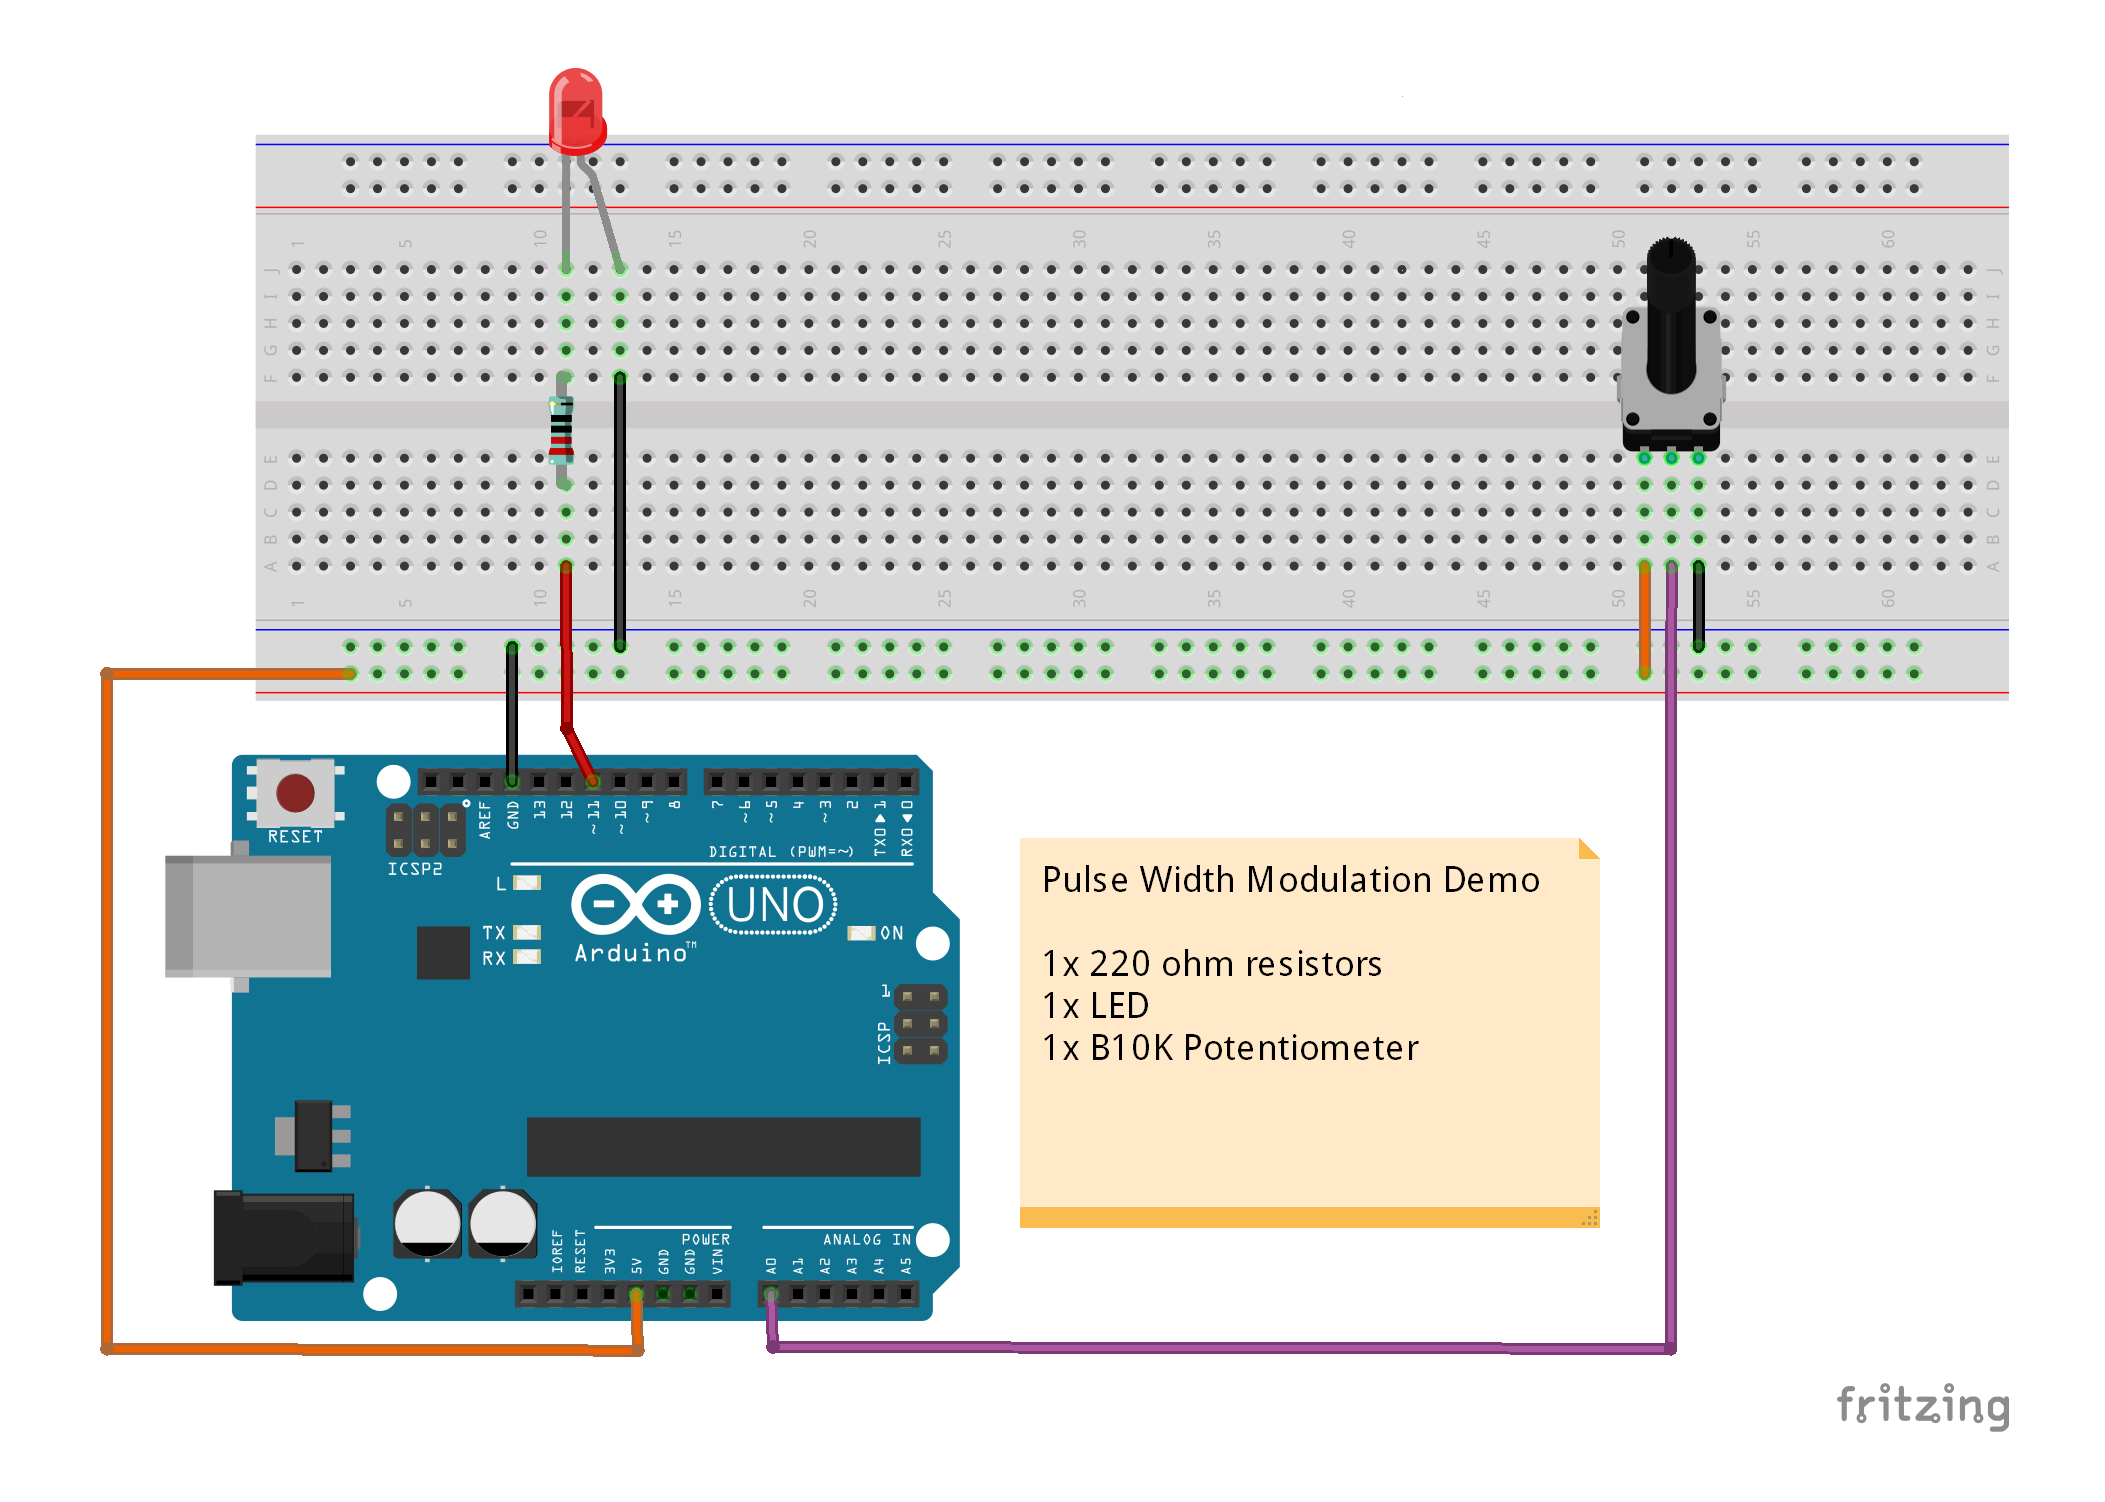 1 5 10 15 20 25 30 35 40 45 50 55 60
J J
I I
H H
G G
F F
E E
D D
C C
B B
A A
1 5 10 15 20 25 30 35 40 45 50 55 60
RESET
ICSP2
AREF GND 13 12 ~11 ~10 ~9 8 7 ~6 ~5 4 ~3 2 TX0▶1 RX0◀0
DIGITAL (PWM=~)
L
TX
RX
UNO
ON
Arduino™
1
ICSP
Pulse Width Modulation Demo
1x 220 ohm resistors
1x LED
1x B10K Potentiometer
POWER
ANALOG IN
IOREF RESET 3V3 5V GND GND VIN A0 A1 A2 A3 A4 A5
fritzing